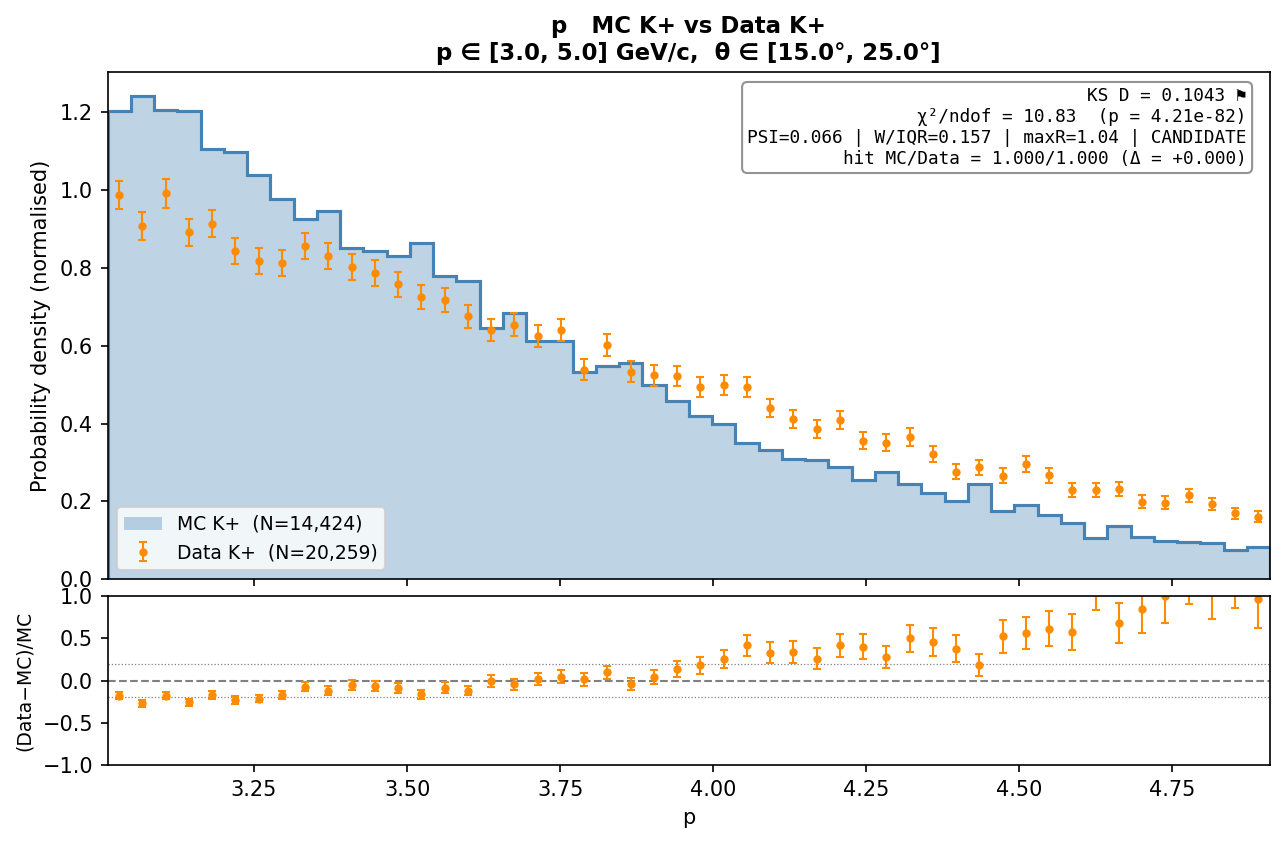 p   MC K+ vs Data K+
p ∈ [3.0, 5.0] GeV/c,  θ ∈ [15.0°, 25.0°]
KS D = 0.1043 ⚑
χ²/ndof = 10.83  (p = 4.21e-82)
PSI=0.066 | W/IQR=0.157 | maxR=1.04 | CANDIDATE
hit MC/Data = 1.000/1.000 (Δ = +0.000)
Probability density (normalised)
1.2
1.0
0.8
0.6
0.4
0.2
0.0
MC K+  (N=14,424)
Data K+  (N=20,259)
(Data−MC)/MC
1.0
0.5
0.0
−0.5
−1.0
3.25 3.50 3.75 4.00 4.25 4.50 4.75
p